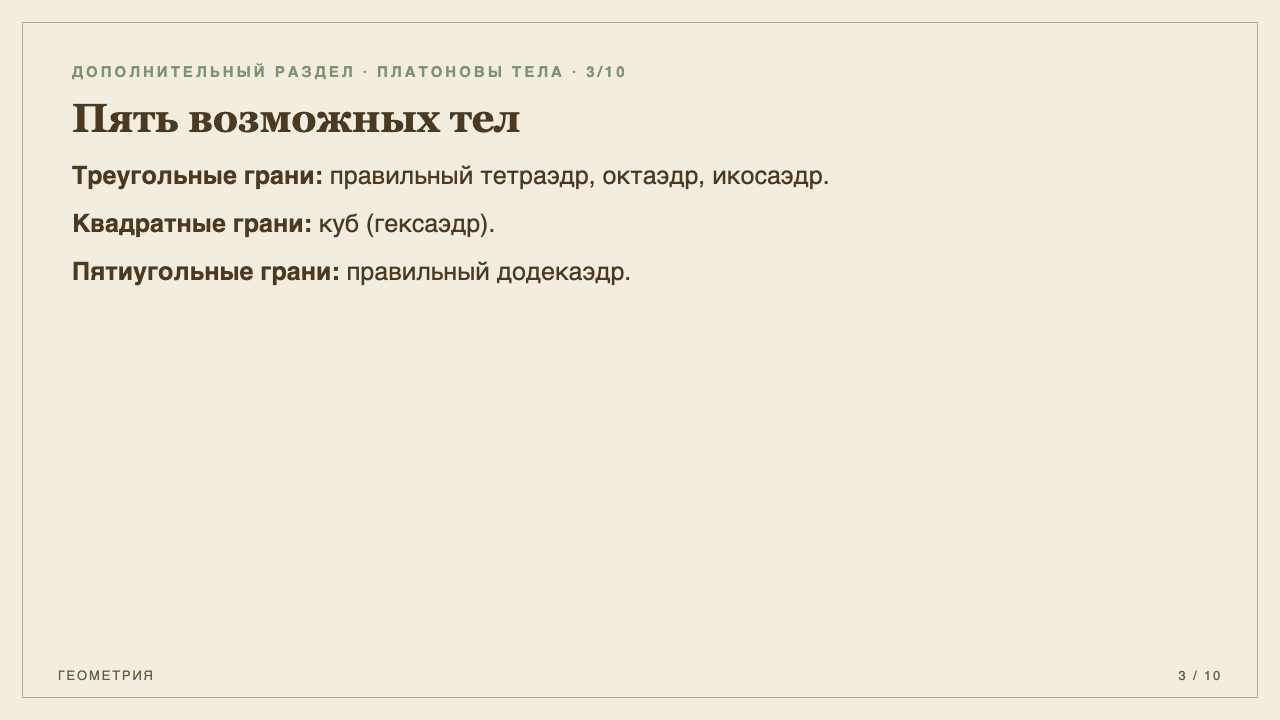 ДОПОЛНИТЕЛЬНЫЙ РАЗДЕЛ · ПЛАТОНОВЫ ТЕЛА · 3/10
Пять возможных тел
Треугольные грани: правильный тетраэдр, октаэдр, икосаэдр.
Квадратные грани: куб (гексаэдр).
Пятиугольные грани: правильный додекаэдр.
ГЕОМЕТРИЯ
3 / 10